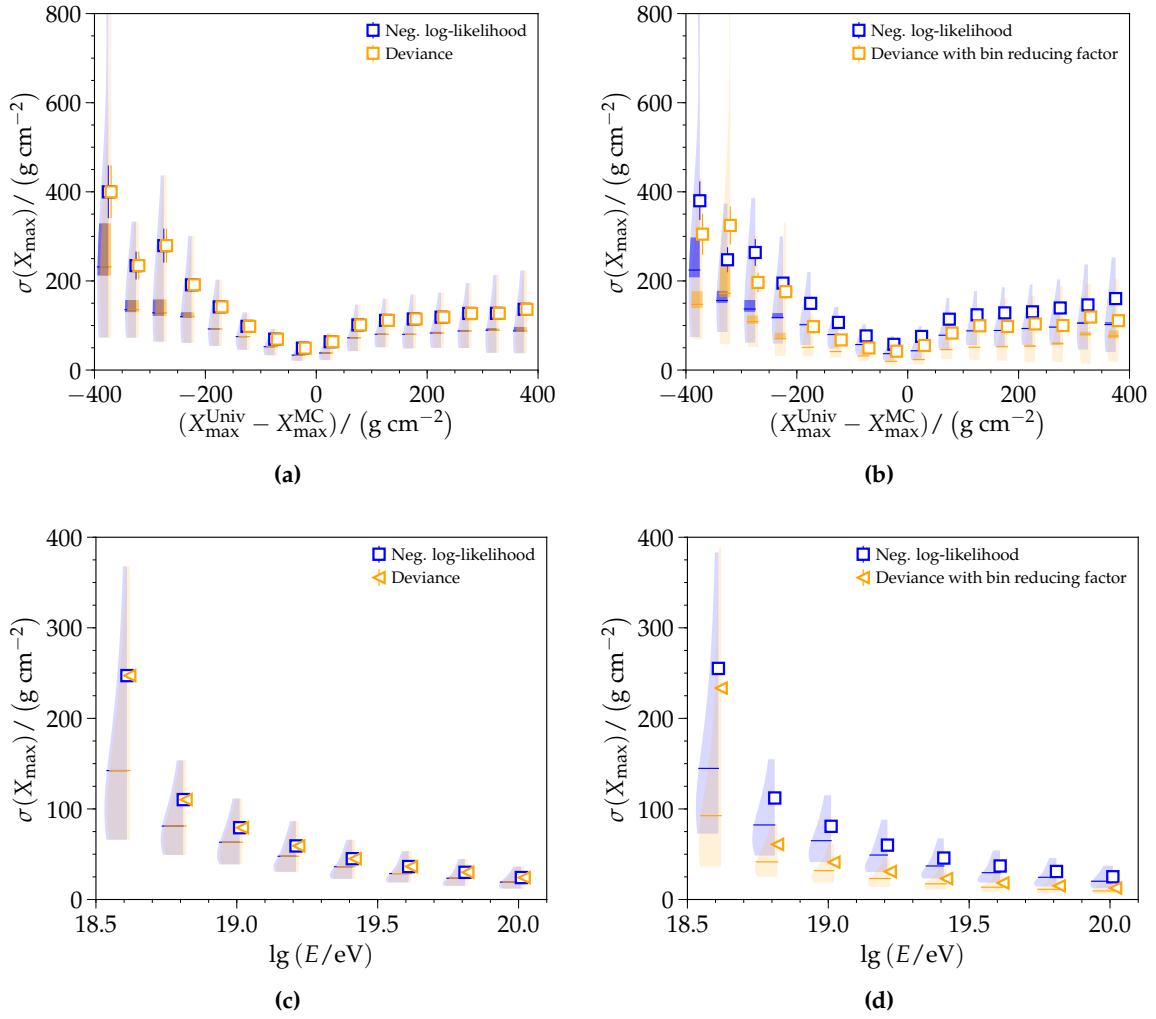 800
600
400
200
0
σ(Xmax)/ (g cm−2)
Neg. log-likelihood
Deviance
−400 −200 0 200 400
(XUnivmax − XMCmax)/ (g cm−2)
(a)
800
600
400
200
0
σ(Xmax)/ (g cm−2)
Neg. log-likelihood
Deviance with bin reducing factor
−400 −200 0 200 400
(XUnivmax − XMCmax)/ (g cm−2)
(b)
400
300
200
100
0
σ(Xmax)/ (g cm−2)
Neg. log-likelihood
Deviance
18.5 19.0 19.5 20.0
lg (E/eV)
(c)
400
300
200
100
0
σ(Xmax)/ (g cm−2)
Neg. log-likelihood
Deviance with bin reducing factor
18.5 19.0 19.5 20.0
lg (E/eV)
(d)